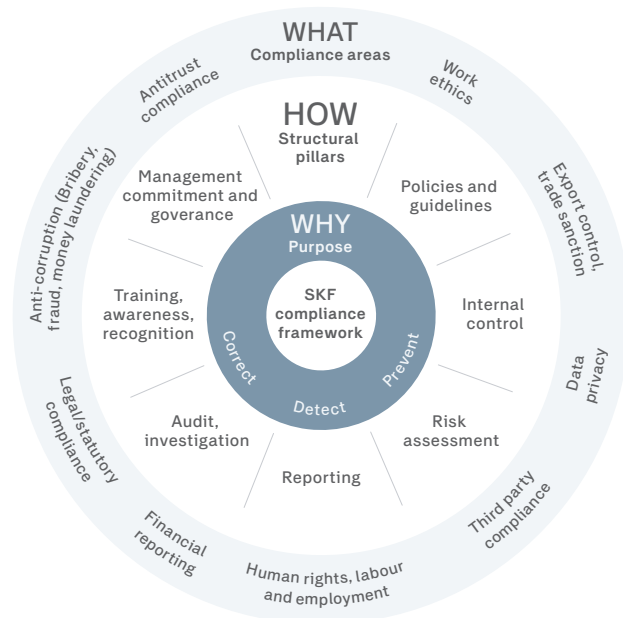 WHAT
Compliance areas
Work
ethics
Export control,
trade sanction
Data
privacy
Third party
compliance
Human rights, labour
and employment
Financial
reporting
Legal/statutory
compliance
Anti-corruption (Bribery,
fraud, money laundering)
Antitrust
compliance
HOW
Structural
pillars
Policies and
guidelines
Internal
control
Risk
assessment
Reporting
Audit,
investigation
Training,
awareness,
recognition
Management
commitment and
goverance
WHY
Purpose
Prevent
Detect
Correct
SKF
compliance
framework